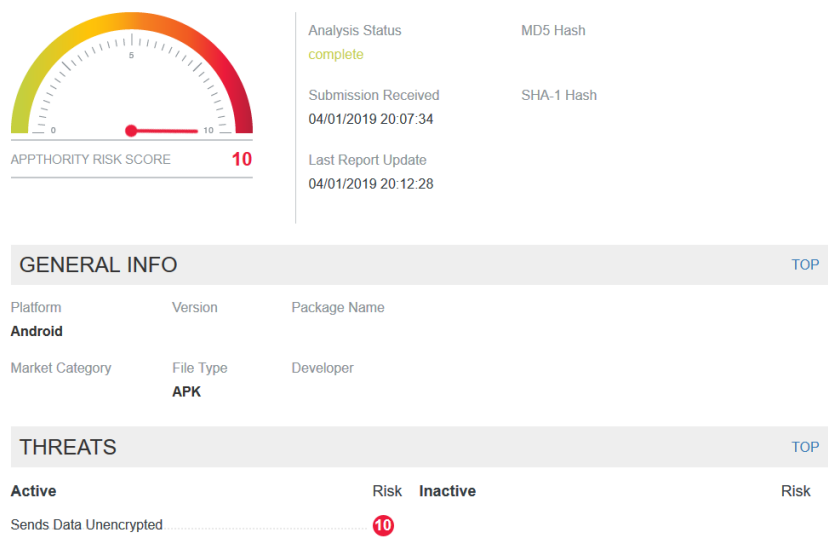 5
0
10
APPTHORITY RISK SCORE 10
Analysis Status
complete
Submission Received
04/01/2019 20:07:34
Last Report Update
04/01/2019 20:12:28
MD5 Hash
SHA-1 Hash
GENERAL INFO TOP
Platform Version Package Name
Android
Market Category File Type Developer
APK
THREATS TOP
Active Risk Inactive Risk
Sends Data Unencrypted 10